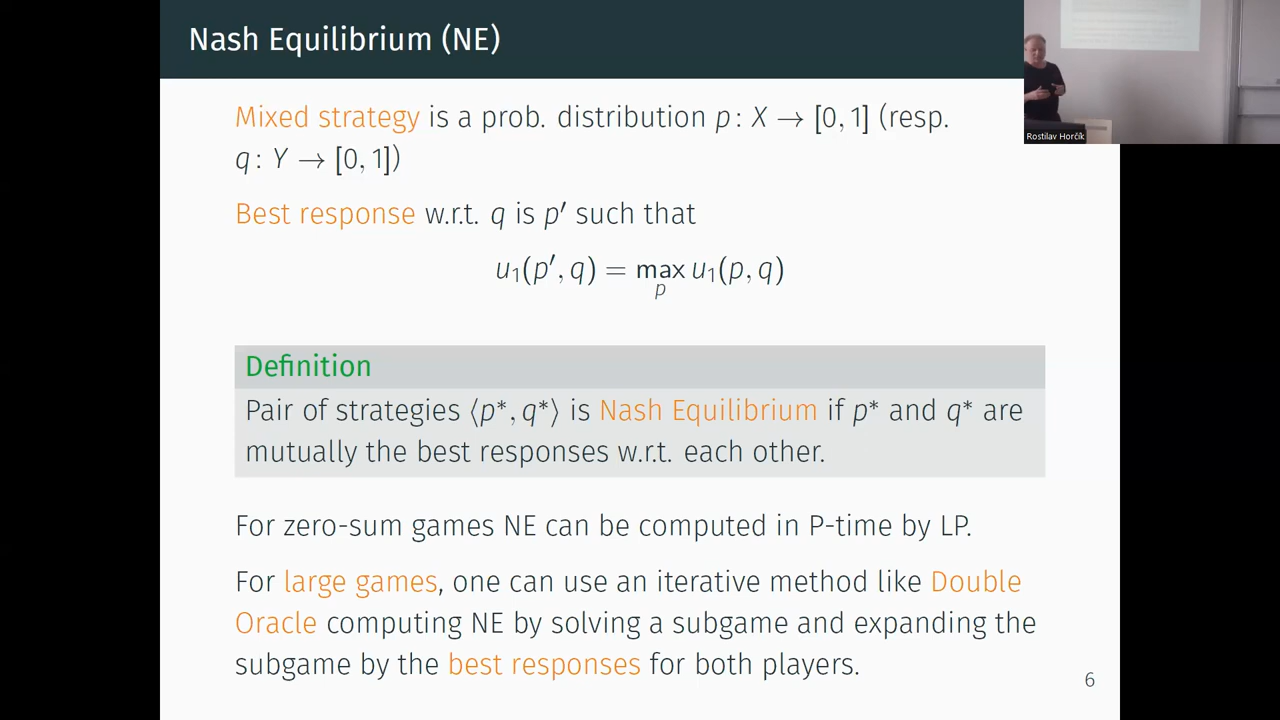 Nash Equilibrium (NE)
Mixed strategy is a prob. distribution p: X → [0, 1] (resp.
q: Y → [0, 1])
Best response w.r.t. q is p′ such that
u₁(p′, q) = max u₁(p, q)
p
Definition
Pair of strategies ⟨p*, q*⟩ is Nash Equilibrium if p* and q* are
mutually the best responses w.r.t. each other.
For zero-sum games NE can be computed in P-time by LP.
For large games, one can use an iterative method like Double
Oracle computing NE by solving a subgame and expanding the
subgame by the best responses for both players.
6
Rostilav Horčík